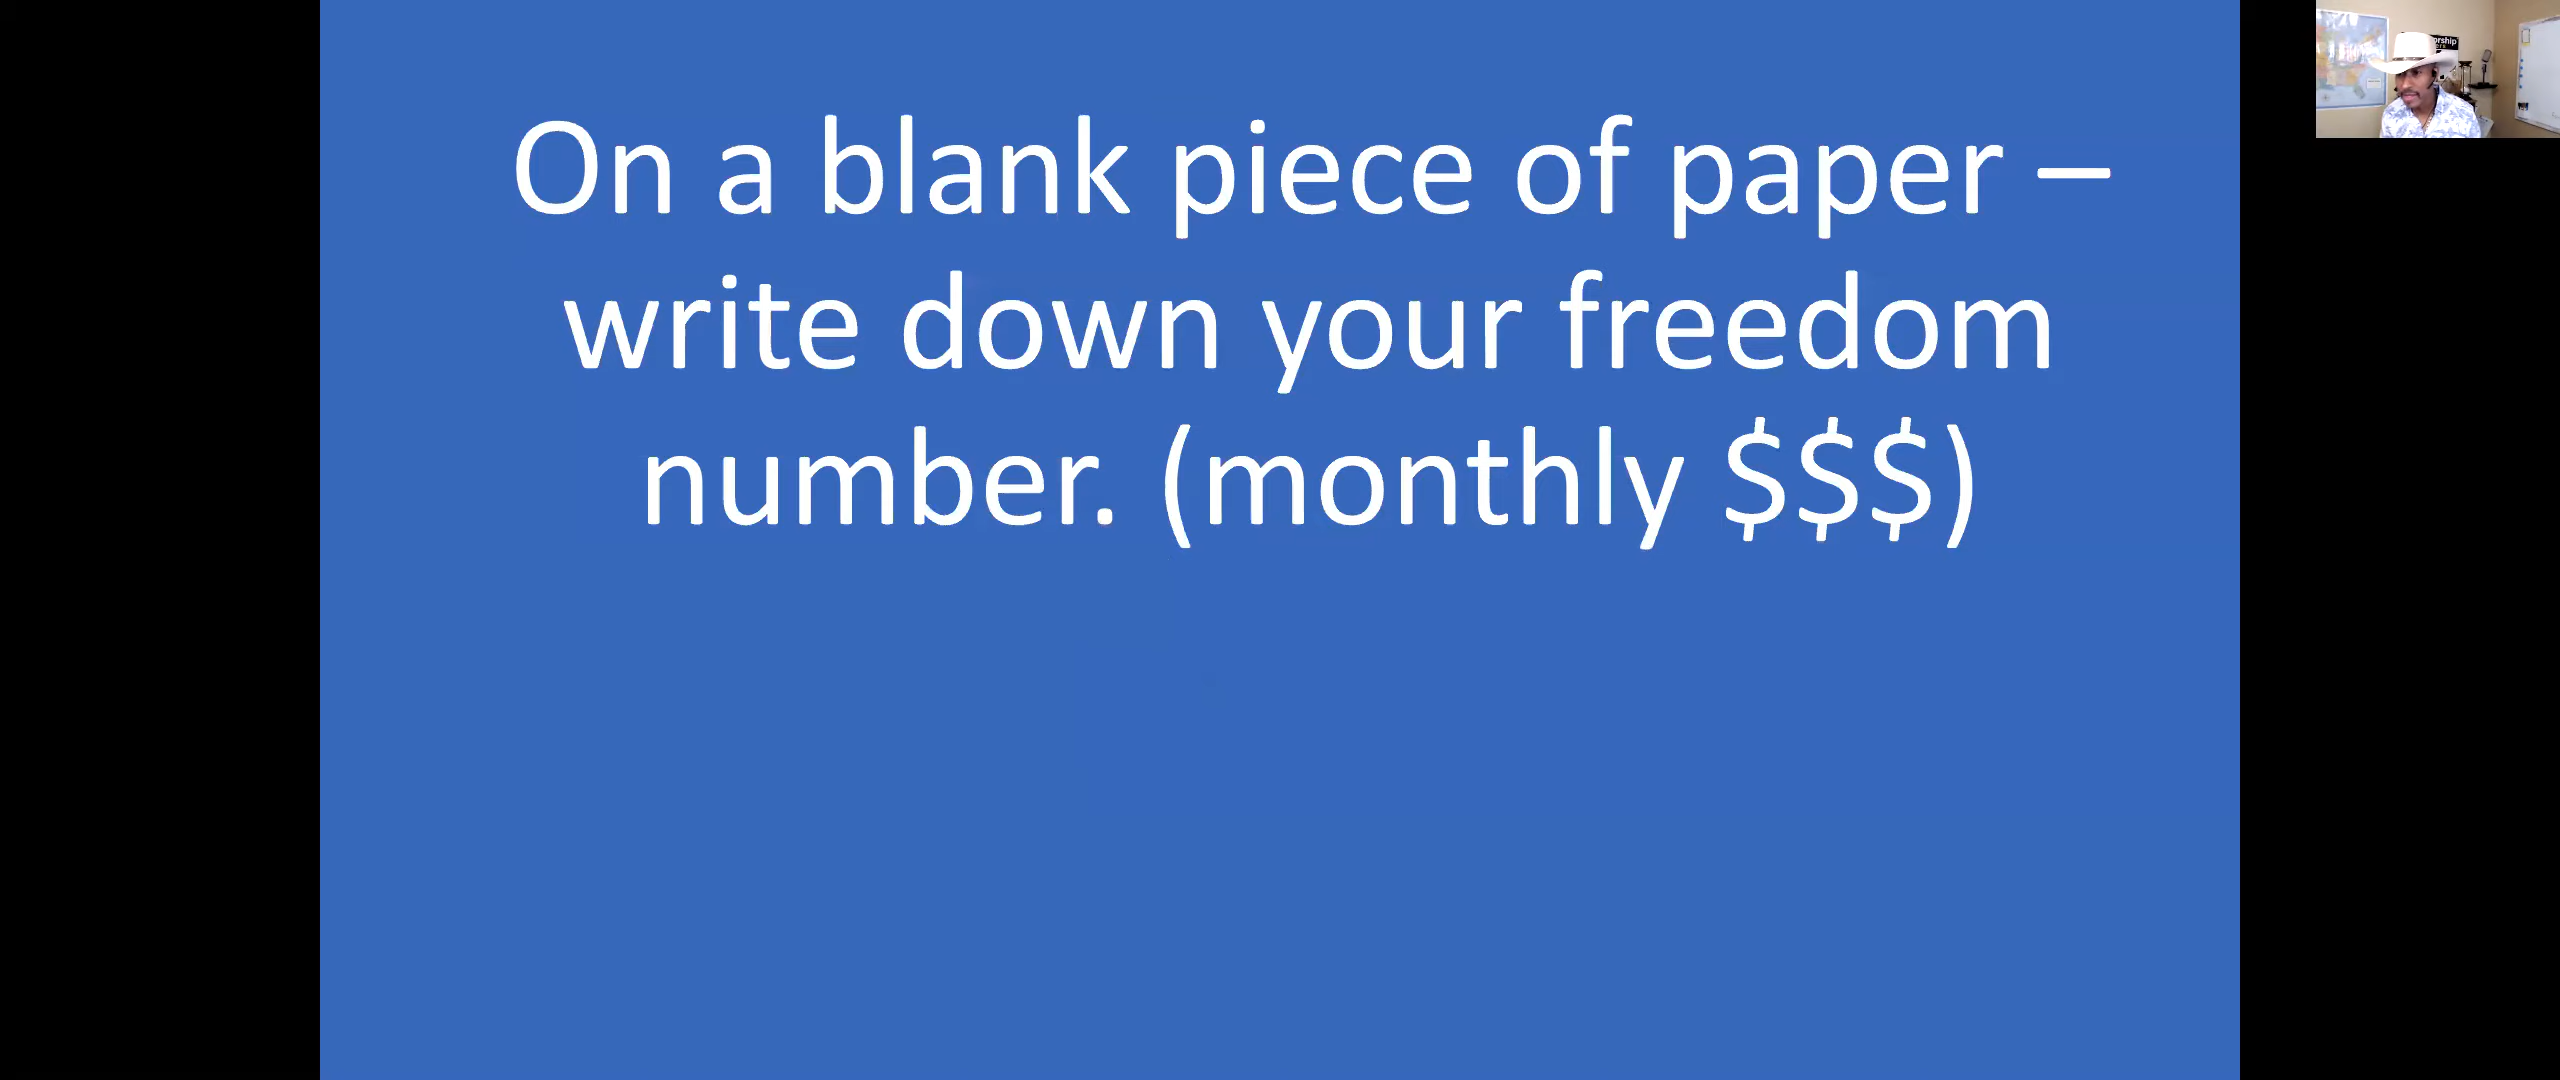 On a blank piece of paper –
write down your freedom
number. (monthly $$$)